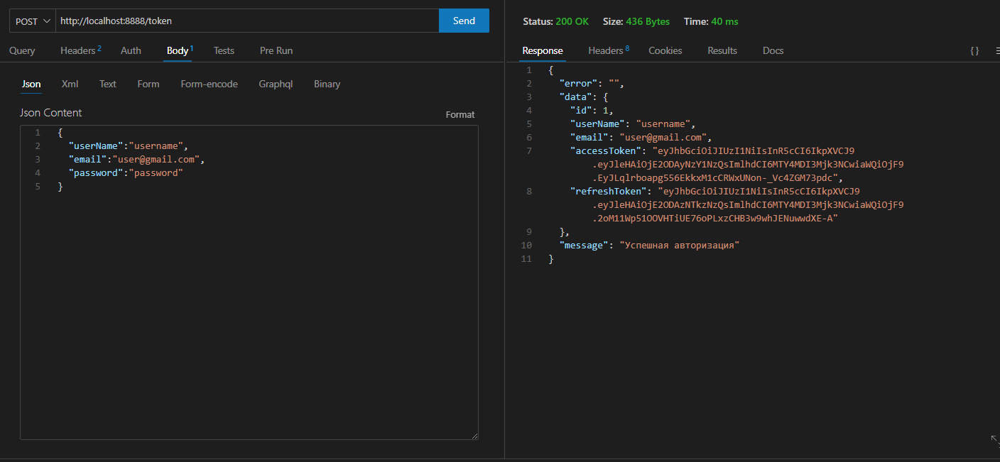 POST http://localhost:8888/token Send
Query Headers 2 Auth Body 1 Tests Pre Run
Json Xml Text Form Form-encode Graphql Binary
Json Content Format
1 {
2 "userName":"username",
3 "email":"user@gmail.com",
4 "password":"password"
5 }
Status: 200 OK Size: 436 Bytes Time: 40 ms
Response Headers 8 Cookies Results Docs {}
1 {
2 "error": "",
3 "data": {
4 "id": 1,
5 "userName": "username",
6 "email": "user@gmail.com",
7 "accessToken": "eyJhbGciOiJIUzI1NiIsInR5cCI6IkpXVCJ9
.eyJleHAiOjE2ODAyNzY1NzQsImlhdCI6MTY4MDI3Mjk3NCwiaWQiOjF9
.EyJLqlrboapg556EkkxM1cCRWxUNon-_Vc4ZGM73pdc",
8 "refreshToken": "eyJhbGciOiJIUzI1NiIsInR5cCI6IkpXVCJ9
.eyJleHAiOjE2ODAzNTkzNzQsImlhdCI6MTY4MDI3Mjk3NCwiaWQiOjF9
.2oM11Wp51OOVHTiUE76oPLxzCHB3w9whJENuwwdXE-A"
9 },
10 "message": "Успешная авторизация"
11 }